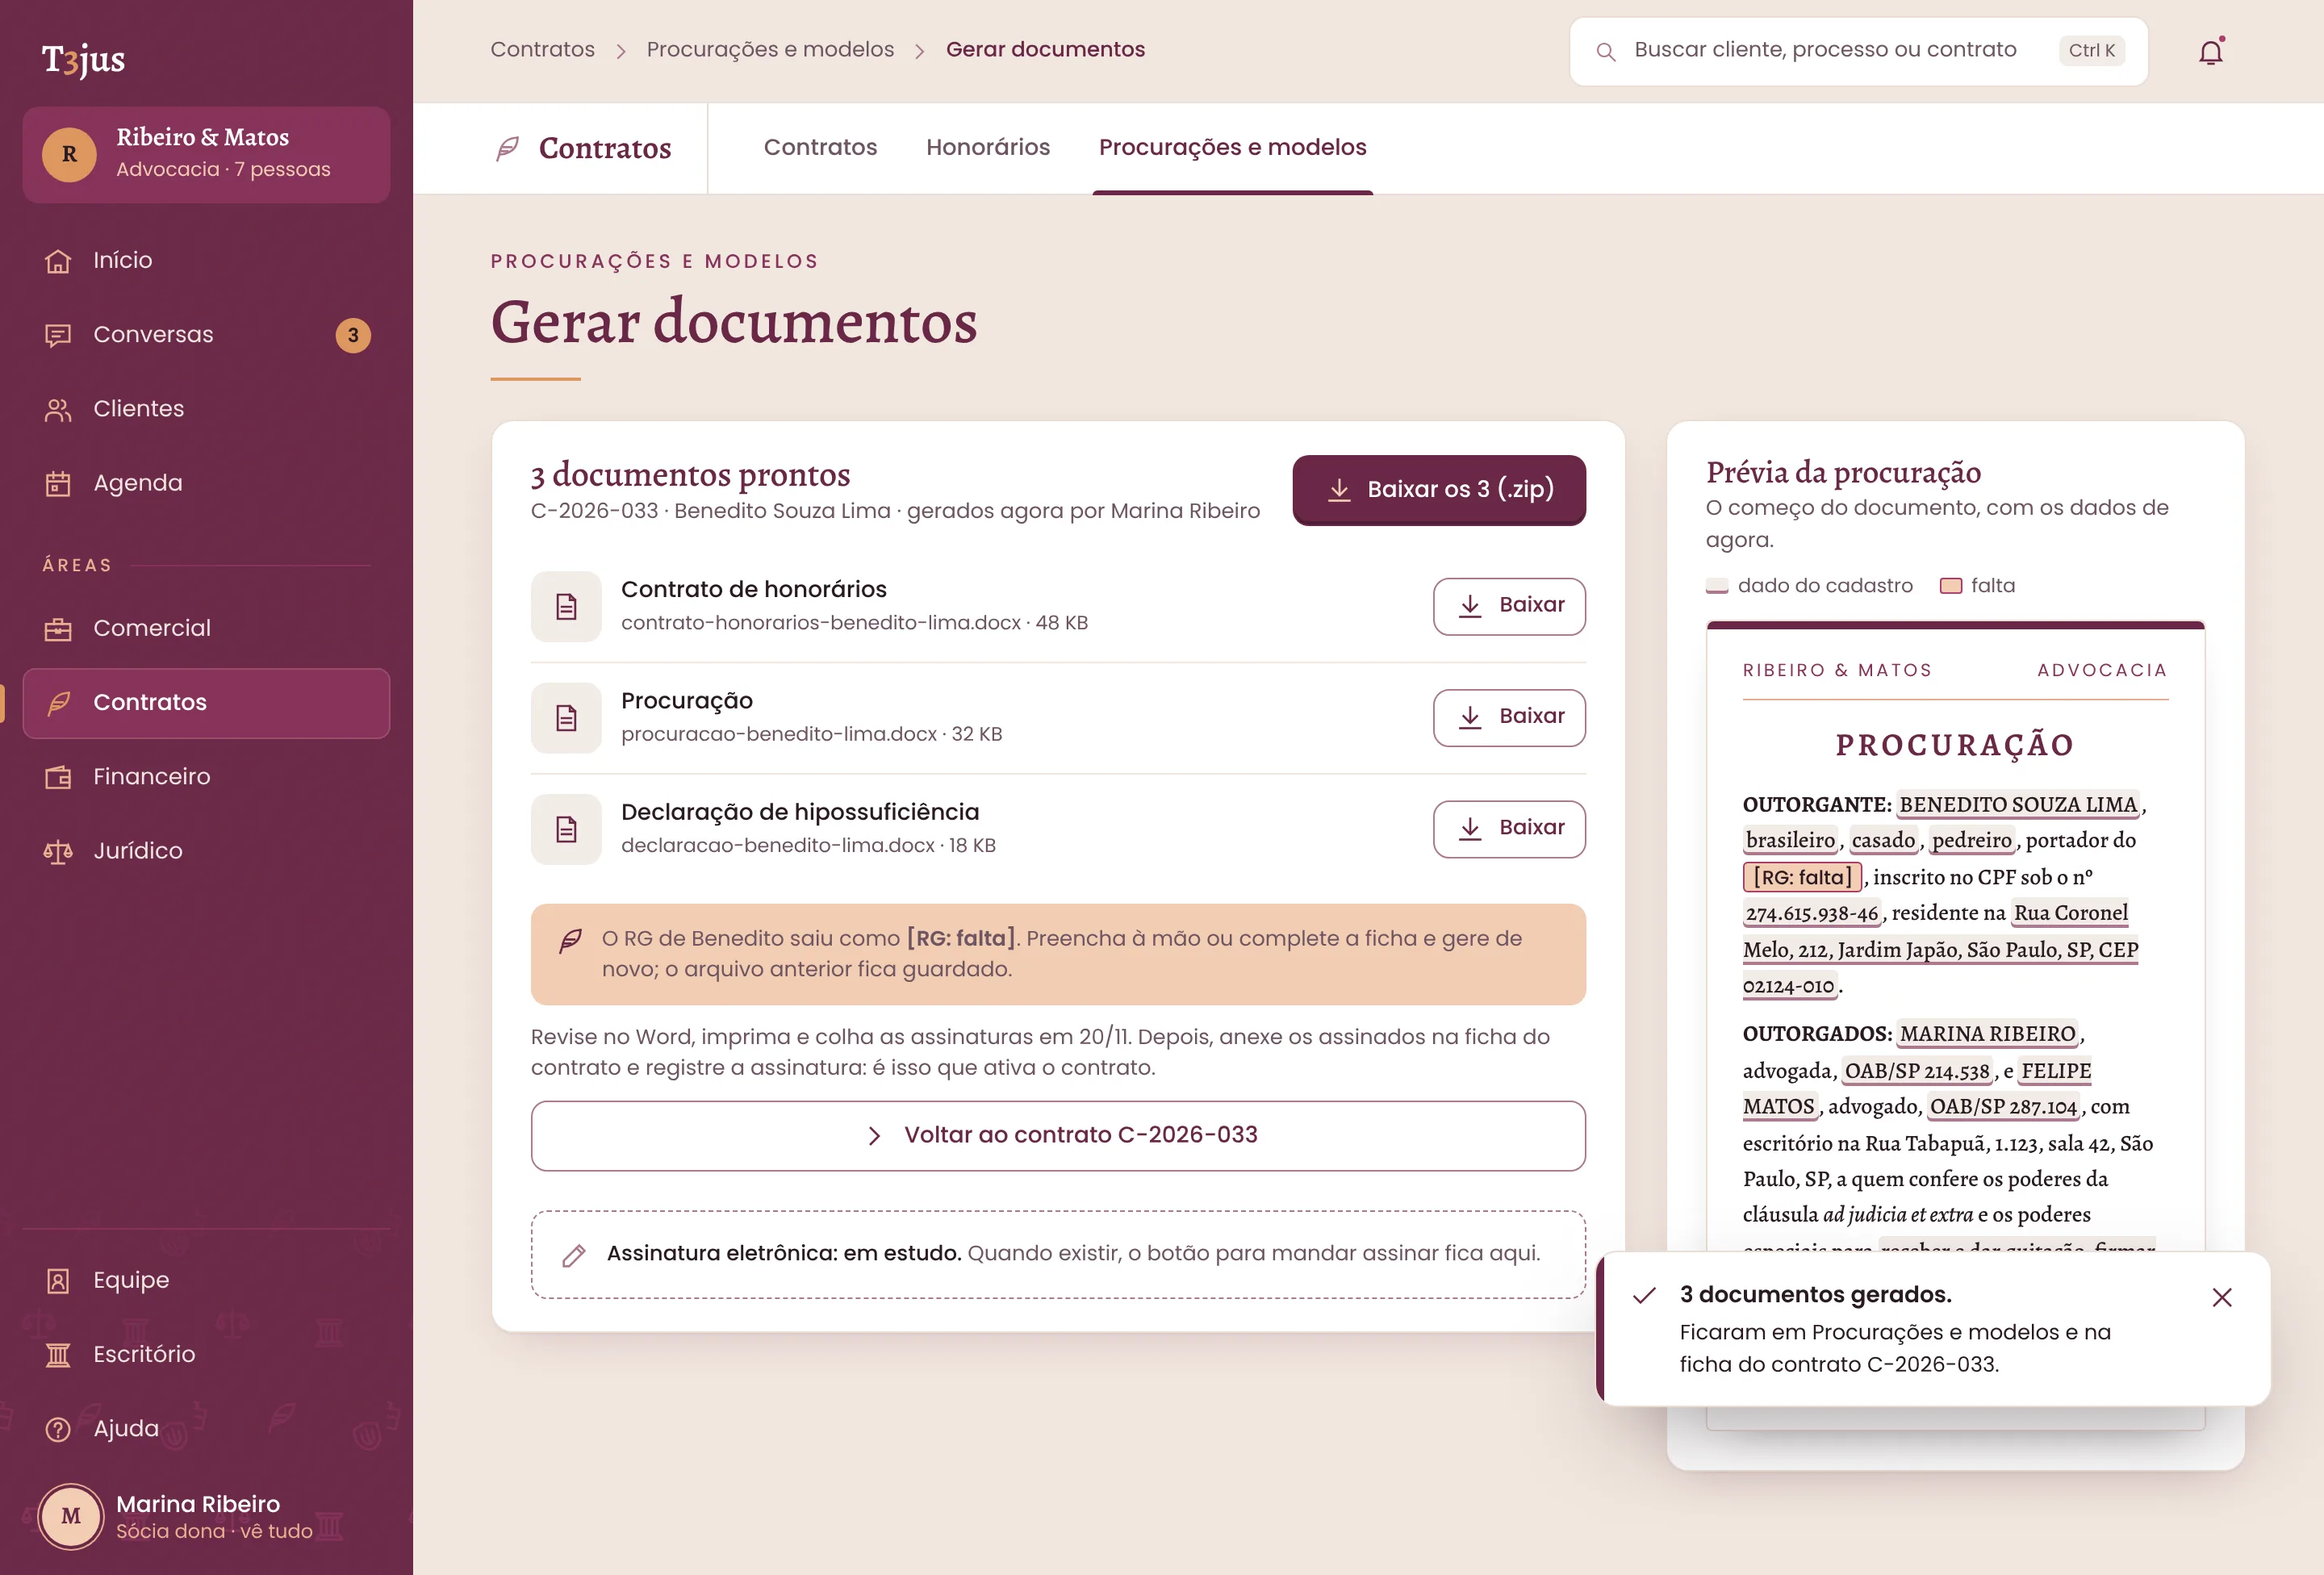 T3jus
R
Ribeiro & Matos
Advocacia · 7 pessoas
Início
Conversas
3
Clientes
Agenda
ÁREAS
Comercial
Contratos
Financeiro
Jurídico
Equipe
Escritório
Ajuda
M
Marina Ribeiro
Sócia dona · vê tudo
Contratos
Procurações e modelos
Gerar documentos
Buscar cliente, processo ou contrato
Ctrl K
Contratos
Contratos
Honorários
Procurações e modelos
PROCURAÇÕES E MODELOS
Gerar documentos
3 documentos prontos
C-2026-033 · Benedito Souza Lima · gerados agora por Marina Ribeiro
Baixar os 3 (.zip)
Contrato de honorários
contrato-honorarios-benedito-lima.docx · 48 KB
Baixar
Procuração
procuracao-benedito-lima.docx · 32 KB
Baixar
Declaração de hipossuficiência
declaracao-benedito-lima.docx · 18 KB
Baixar
O RG de Benedito saiu como [RG: falta]. Preencha à mão ou complete a ficha e gere de
novo; o arquivo anterior fica guardado.
Revise no Word, imprima e colha as assinaturas em 20/11. Depois, anexe os assinados na ficha do
contrato e registre a assinatura: é isso que ativa o contrato.
Voltar ao contrato C-2026-033
Assinatura eletrônica: em estudo. Quando existir, o botão para mandar assinar fica aqui.
Prévia da procuração
O começo do documento, com os dados de
agora.
dado do cadastro
falta
RIBEIRO & MATOS
ADVOCACIA
PROCURAÇÃO
OUTORGANTE: BENEDITO SOUZA LIMA,
brasileiro, casado, pedreiro, portador do
[RG: falta], inscrito no CPF sob o nº
274.615.938-46, residente na Rua Coronel
Melo, 212, Jardim Japão, São Paulo, SP, CEP
02124-010.
OUTORGADOS: MARINA RIBEIRO,
advogada, OAB/SP 214.538, e FELIPE
MATOS, advogado, OAB/SP 287.104, com
escritório na Rua Tabapuã, 1.123, sala 42, São
Paulo, SP, a quem confere os poderes da
cláusula ad judicia et extra e os poderes
especiais para receber e dar quitação, firmar
3 documentos gerados.
Ficaram em Procurações e modelos e na
ficha do contrato C-2026-033.